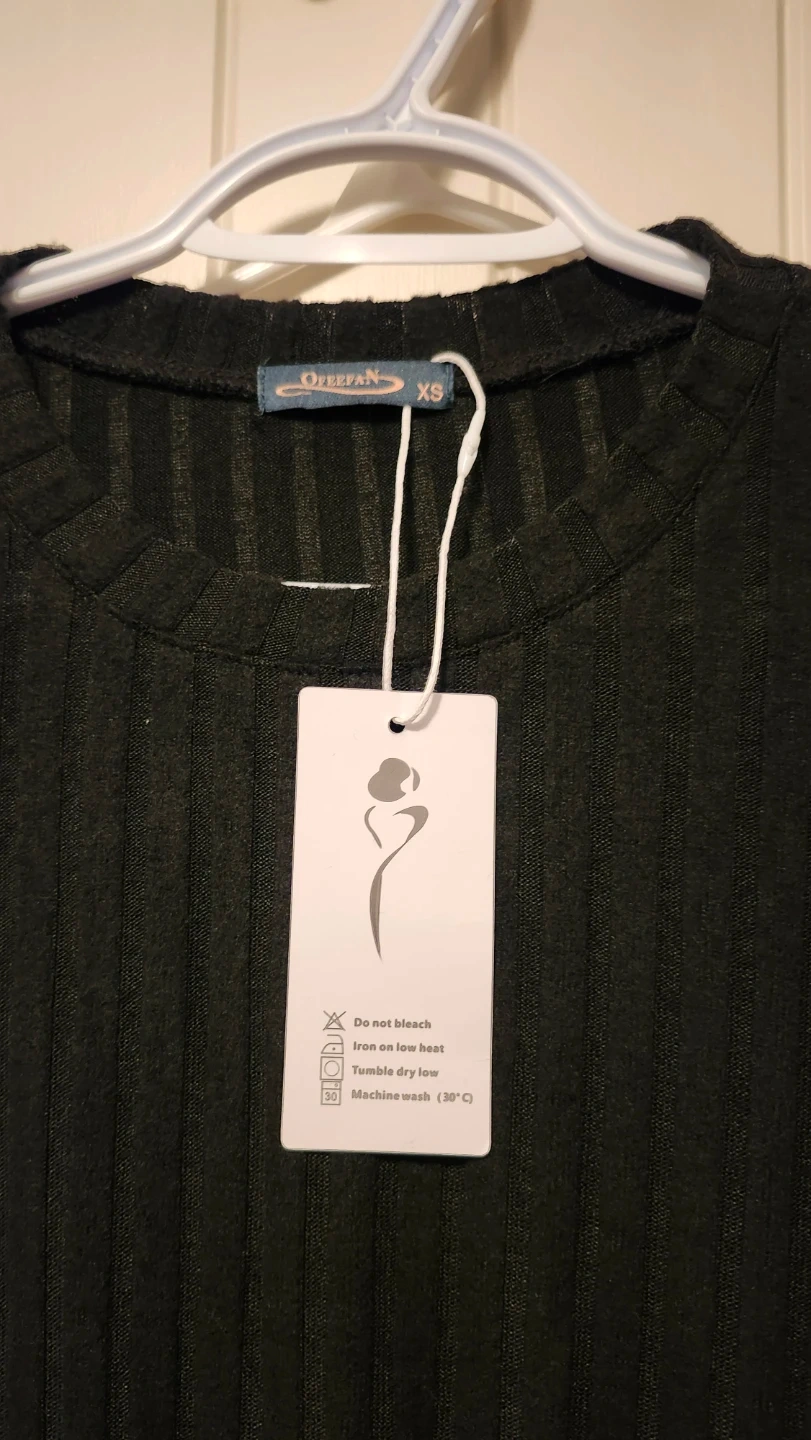 OFEEFAN
XS
Do not bleach
Iron on low heat
Tumble dry low
30 Machine wash (30°C)